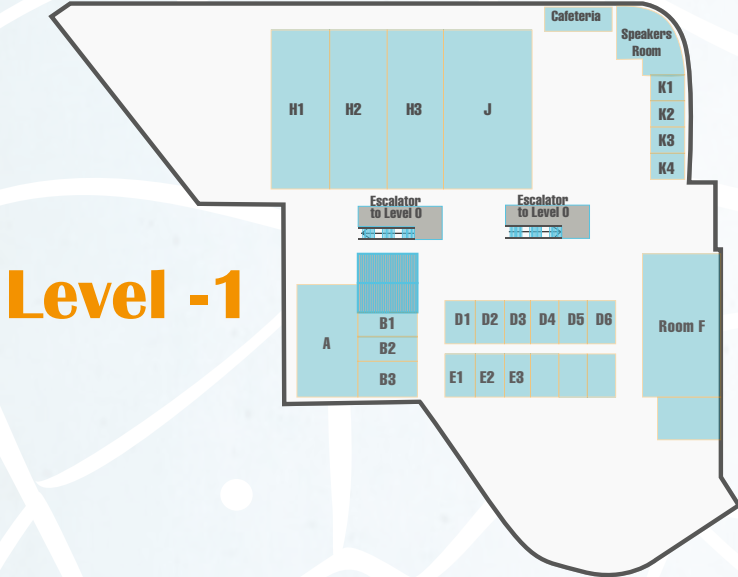 Cafeteria
Speakers
Room
K1
K2
K3
K4
H1
H2
H3
J
Escalator
to Level 0
Escalator
to Level 0
Level -1
A
B1
B2
B3
D1
D2
D3
D4
D5
D6
E1
E2
E3
Room F